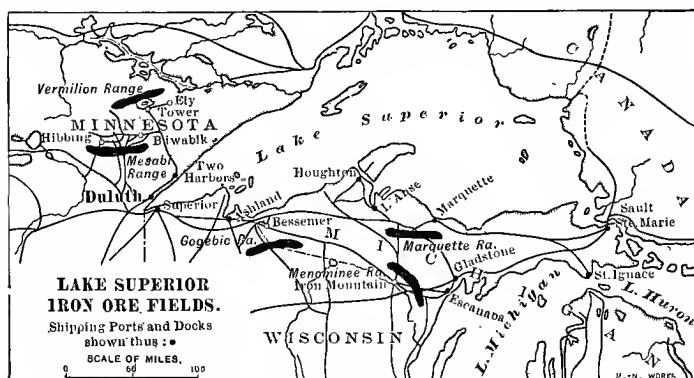 Vermilion Range
Ely
Tower
MINNESOTA
Hibbing
Biwabik
Mesabi
Range
Two
Harbors
Duluth
Superior
Lake Superior
CANADA
Houghton
L'Anse
Marquette
Ashland
Bessemer
Gogebic Ra.
Marquette Ra.
Sault
Ste. Marie
MICHIGAN
Menominee Ra.
Iron Mountain
Gladstone
Escanaba
St. Ignace
L. Michigan
L. Huron
WISCONSIN
LAKE SUPERIOR
IRON ORE FIELDS.
Shipping Ports and Docks
shown thus :●
SCALE OF MILES.
0 50 100
M.-N. WORKS